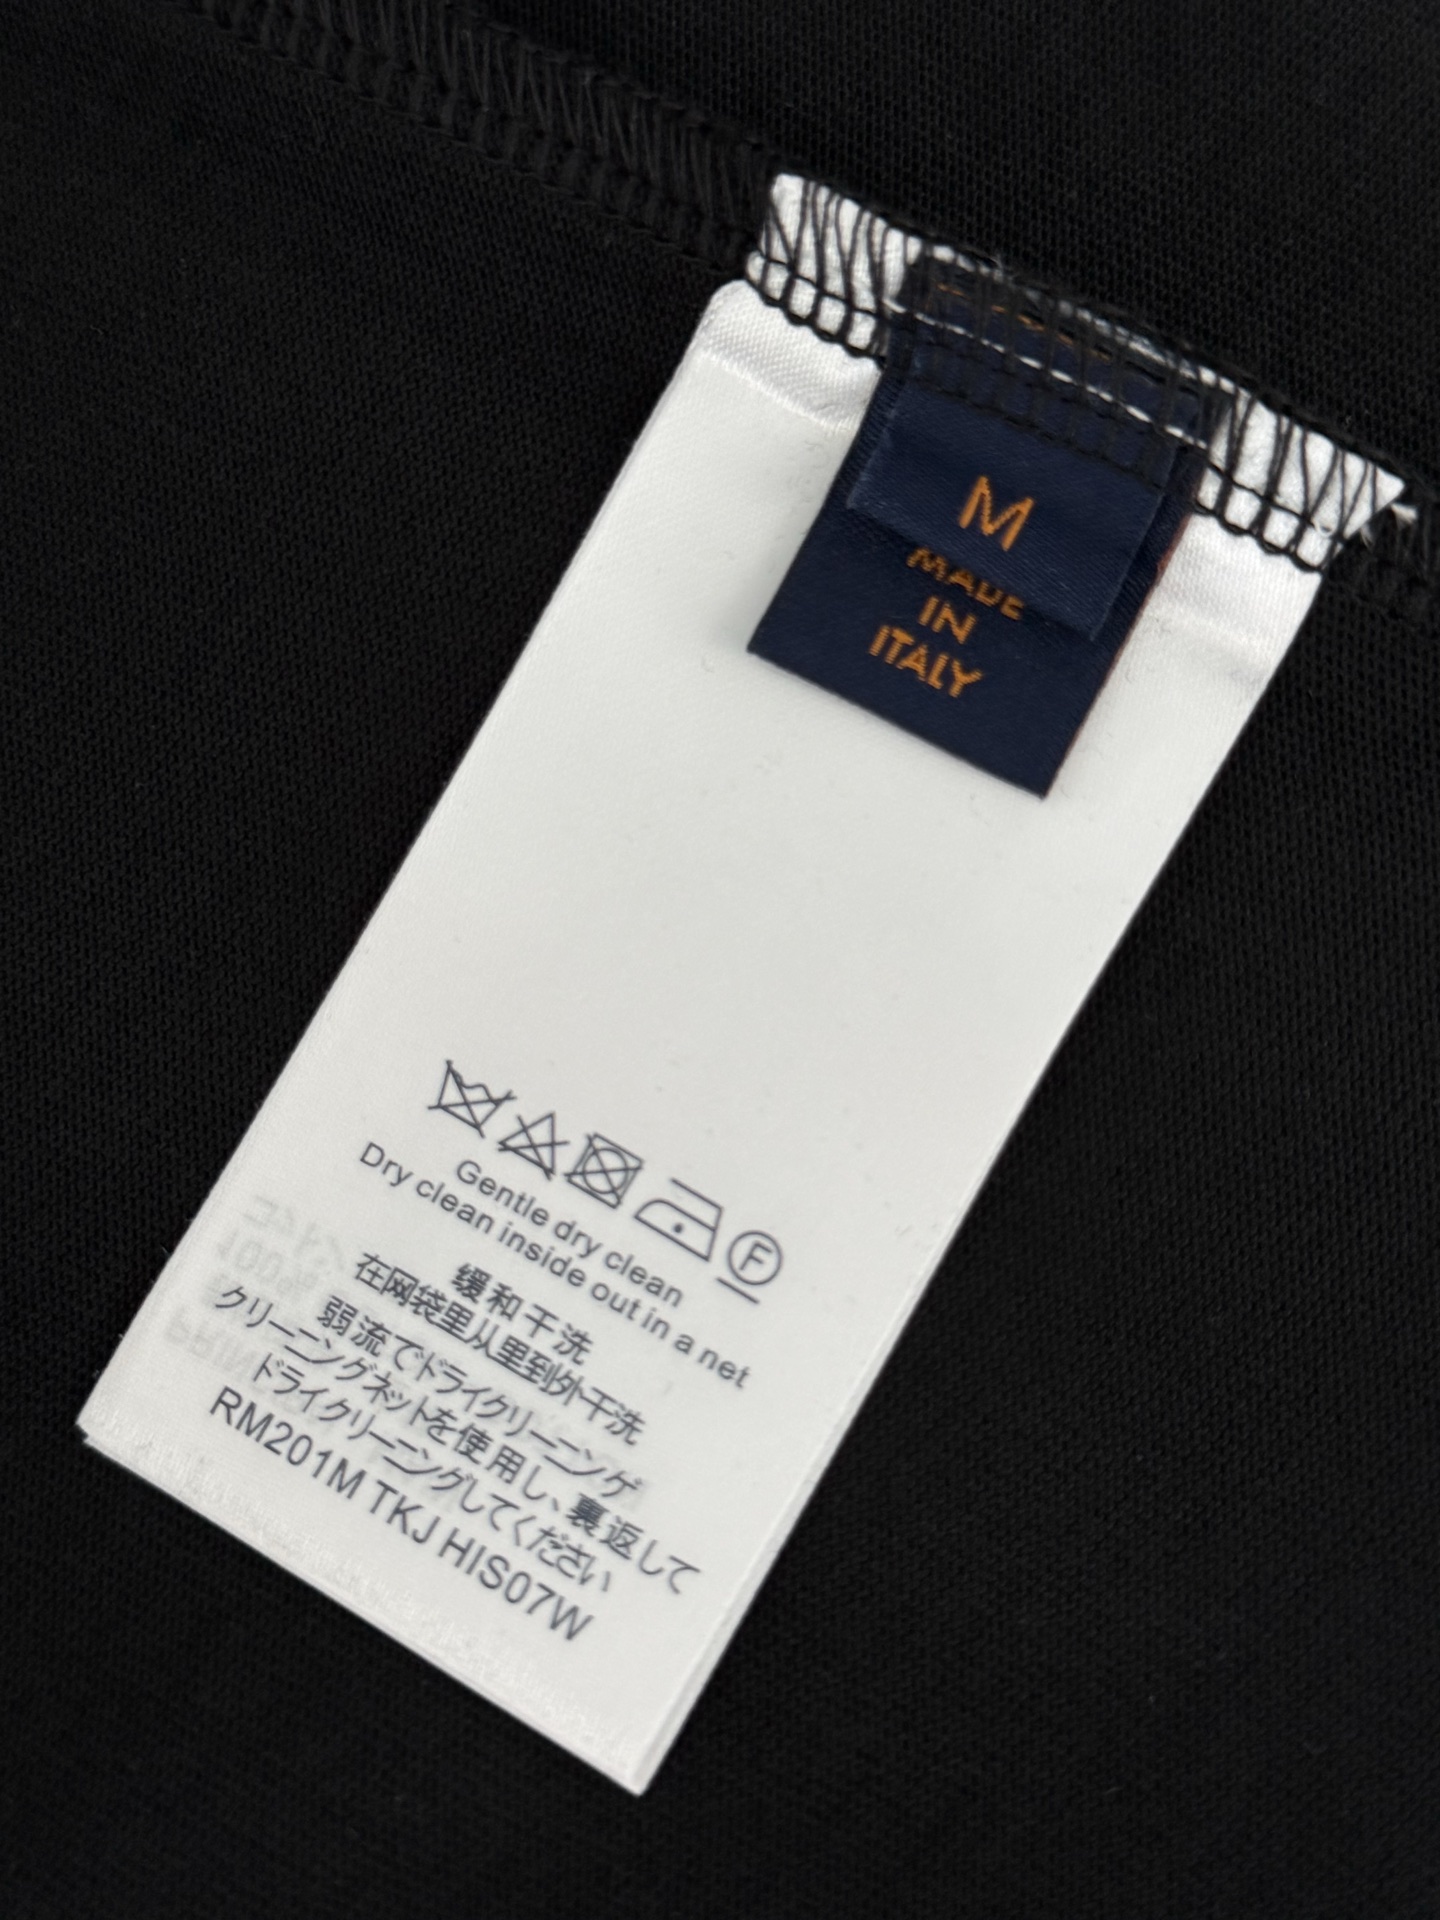 M
MADE
IN
ITALY
F
Gentle dry clean
Dry clean inside out in a net
缓和干洗
在网袋里从里到外干洗
弱流でドライクリーニンゲ
クリーニングネットを使用し、裏返して
ドライクリーニングしてください
RM201M TKJ HIS07W